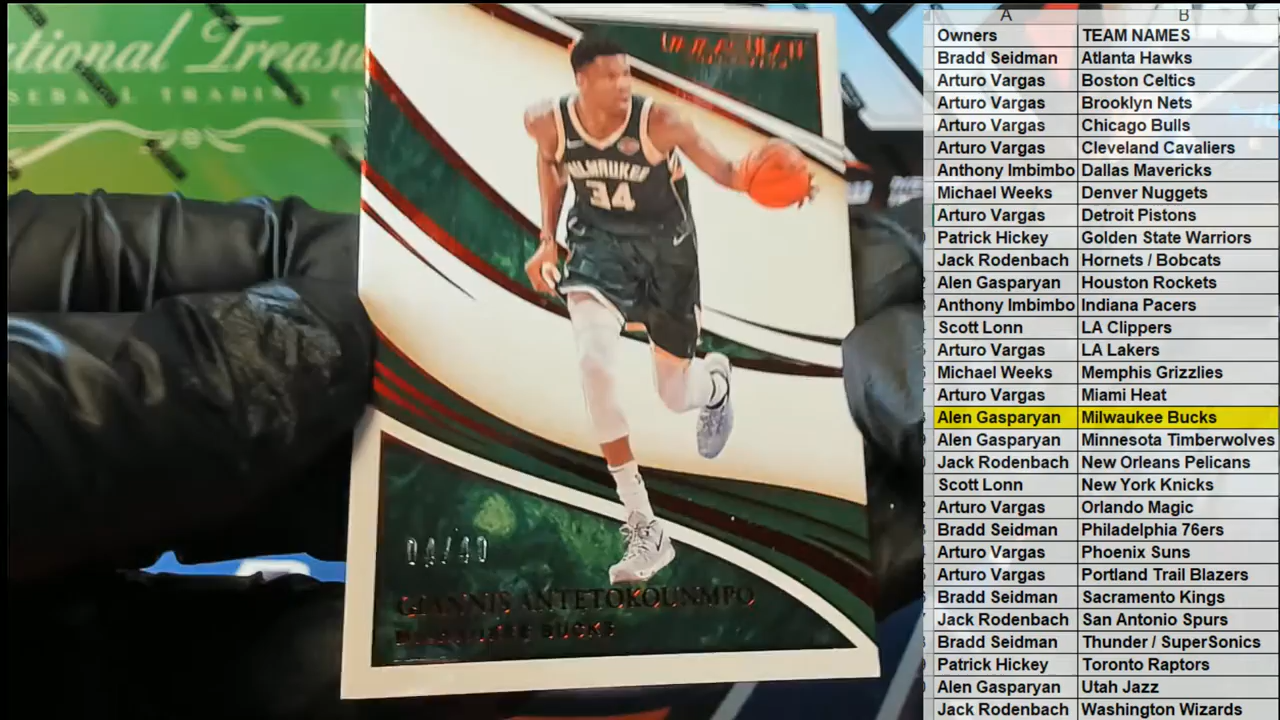 tional Treasu
SEBALL TRADING C
MILWAUKEE
34
04/40
GIANNIS ANTETOKOUNMPO
MILWAUKEE BUCKS
A B
Owners TEAM NAMES
Bradd Seidman Atlanta Hawks
Arturo Vargas Boston Celtics
Arturo Vargas Brooklyn Nets
Arturo Vargas Chicago Bulls
Arturo Vargas Cleveland Cavaliers
Anthony Imbimbo Dallas Mavericks
Michael Weeks Denver Nuggets
Arturo Vargas Detroit Pistons
Patrick Hickey Golden State Warriors
Jack Rodenbach Hornets / Bobcats
Alen Gasparyan Houston Rockets
Anthony Imbimbo Indiana Pacers
Scott Lonn LA Clippers
Arturo Vargas LA Lakers
Michael Weeks Memphis Grizzlies
Arturo Vargas Miami Heat
Alen Gasparyan Milwaukee Bucks
Alen Gasparyan Minnesota Timberwolves
Jack Rodenbach New Orleans Pelicans
Scott Lonn New York Knicks
Arturo Vargas Orlando Magic
Bradd Seidman Philadelphia 76ers
Arturo Vargas Phoenix Suns
Arturo Vargas Portland Trail Blazers
Bradd Seidman Sacramento Kings
Jack Rodenbach San Antonio Spurs
Bradd Seidman Thunder / SuperSonics
Patrick Hickey Toronto Raptors
Alen Gasparyan Utah Jazz
Jack Rodenbach Washington Wizards